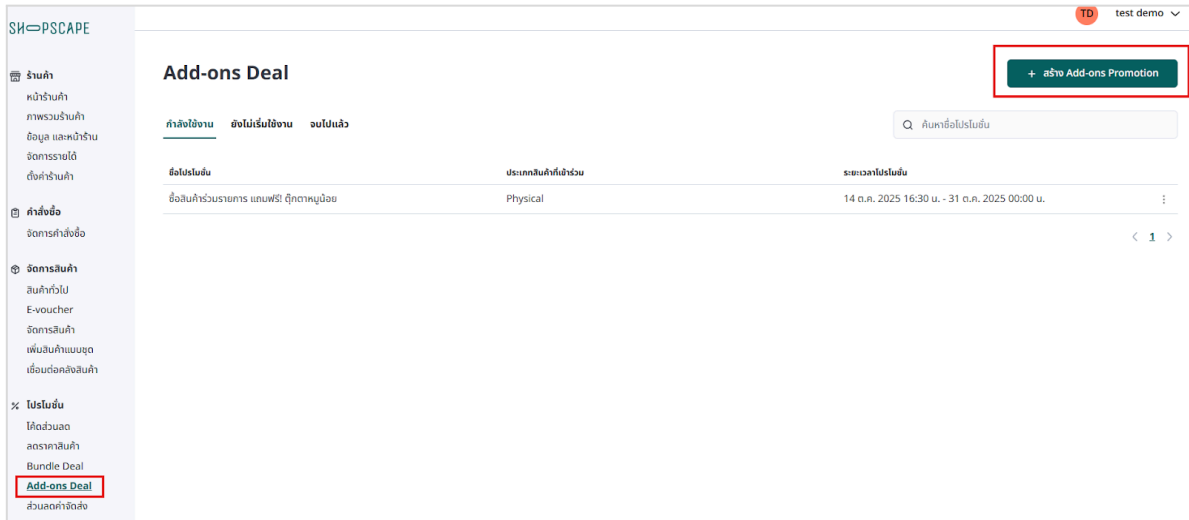 SHOPSCAPE
TD test demo
ร้านค้า
หน้าร้านค้า
ภาพรวมร้านค้า
ข้อมูล และหน้าร้าน
จัดการรายได้
ตั้งค่าร้านค้า
คำสั่งซื้อ
จัดการคำสั่งซื้อ
จัดการสินค้า
สินค้าทั่วไป
E-voucher
จัดการสินค้า
เพิ่มสินค้าแบบชุด
เชื่อมต่อคลังสินค้า
โปรโมชั่น
โค้ดส่วนลด
ลดราคาสินค้า
Bundle Deal
Add-ons Deal
ส่วนลดค่าจัดส่ง
Add-ons Deal
+ สร้าง Add-ons Promotion
กำลังใช้งาน ยังไม่เริ่มใช้งาน จบไปแล้ว
ค้นหาชื่อโปรโมชั่น
ชื่อโปรโมชั่น ประเภทสินค้าที่เข้าร่วม ระยะเวลาโปรโมชั่น
ซื้อสินค้าร่วมรายการ แถมฟรี! ตุ๊กตาหมูน้อย Physical 14 ต.ค. 2025 16:30 น. - 31 ต.ค. 2025 00:00 น.
< 1 >